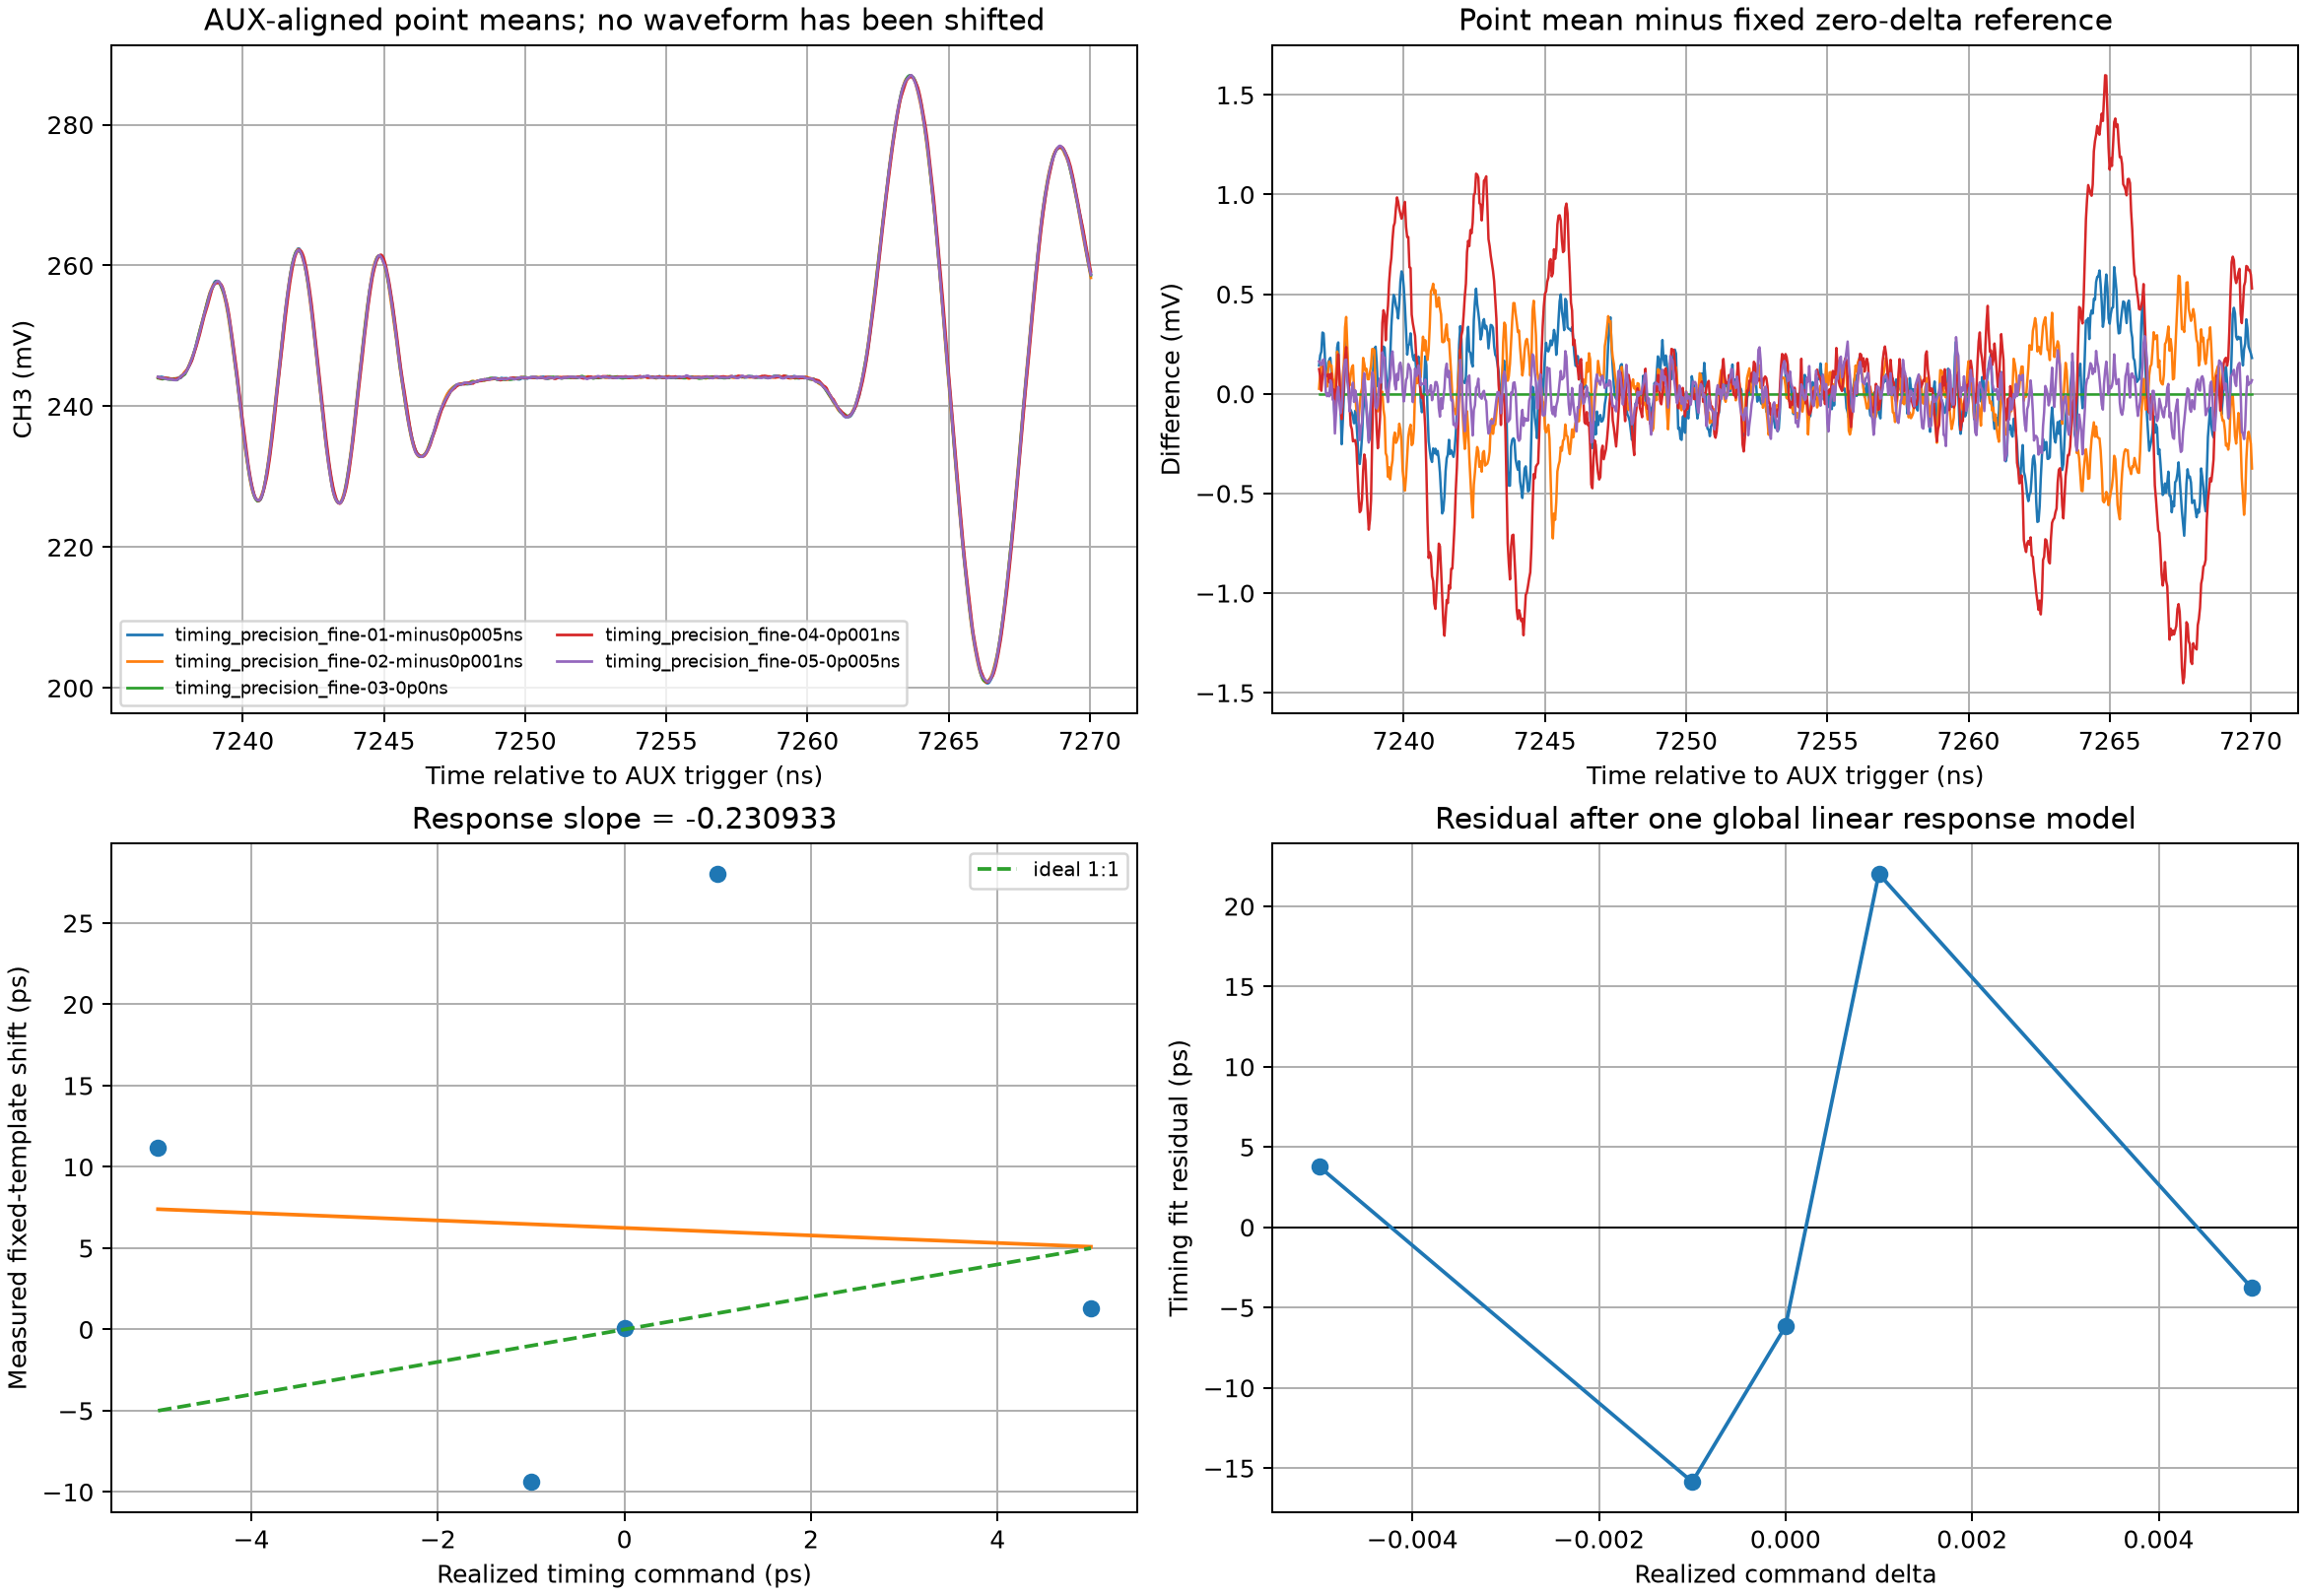 AUX-aligned point means; no waveform has been shifted
CH3 (mV)
280
260
240
220
200
timing_precision_fine-01-minus0p005ns
timing_precision_fine-02-minus0p001ns
timing_precision_fine-03-0p0ns
timing_precision_fine-04-0p001ns
timing_precision_fine-05-0p005ns
7240 7245 7250 7255 7260 7265 7270
Time relative to AUX trigger (ns)
Point mean minus fixed zero-delta reference
Difference (mV)
1.5
1.0
0.5
0.0
−0.5
−1.0
−1.5
7240 7245 7250 7255 7260 7265 7270
Time relative to AUX trigger (ns)
Response slope = -0.230933
Measured fixed-template shift (ps)
25
20
15
10
5
0
−5
−10
ideal 1:1
−4 −2 0 2 4
Realized timing command (ps)
Residual after one global linear response model
Timing fit residual (ps)
20
15
10
5
0
−5
−10
−15
−0.004 −0.002 0.000 0.002 0.004
Realized command delta